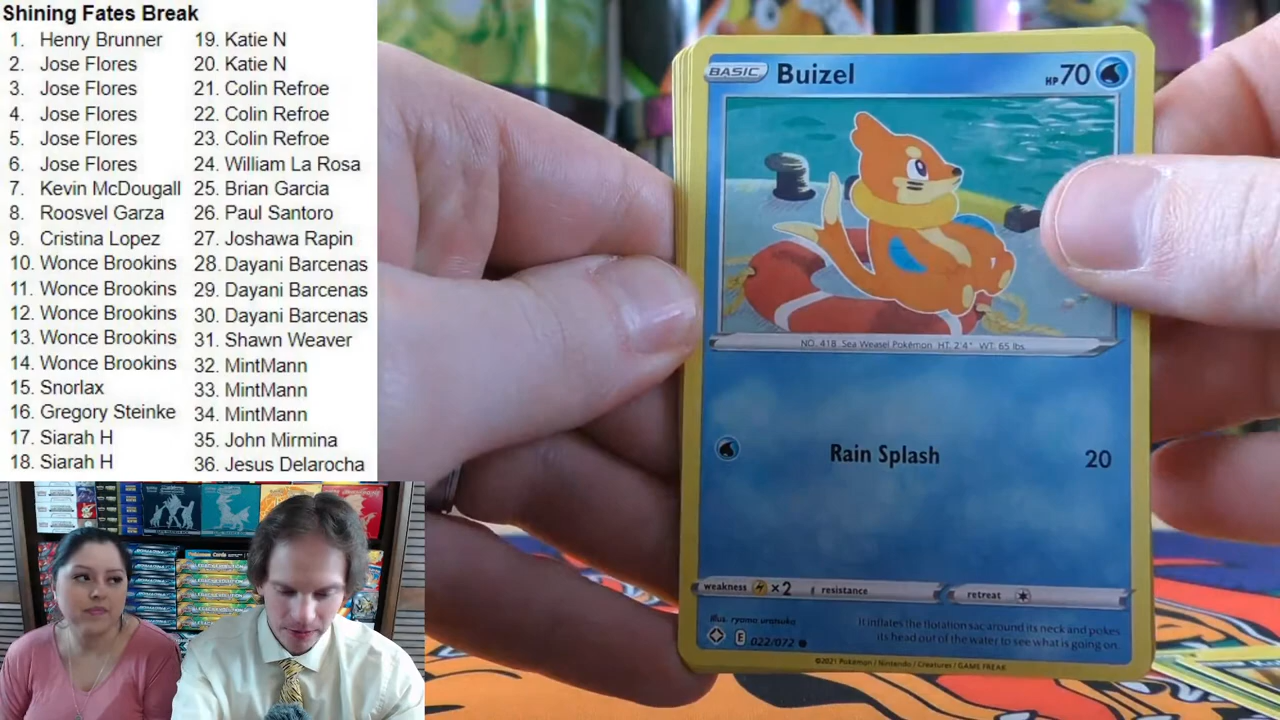 Shining Fates Break
1. Henry Brunner
2. Jose Flores
3. Jose Flores
4. Jose Flores
5. Jose Flores
6. Jose Flores
7. Kevin McDougall
8. Roosvel Garza
9. Cristina Lopez
10. Wonce Brookins
11. Wonce Brookins
12. Wonce Brookins
13. Wonce Brookins
14. Wonce Brookins
15. Snorlax
16. Gregory Steinke
17. Siarah H
18. Siarah H
19. Katie N
20. Katie N
21. Colin Refroe
22. Colin Refroe
23. Colin Refroe
24. William La Rosa
25. Brian Garcia
26. Paul Santoro
27. Joshawa Rapin
28. Dayani Barcenas
29. Dayani Barcenas
30. Dayani Barcenas
31. Shawn Weaver
32. MintMann
33. MintMann
34. MintMann
35. John Mirmina
36. Jesus Delarocha
BASIC Buizel HP 70
NO. 418 Sea Weasel Pokémon HT: 2'4" WT: 65 lbs.
Rain Splash 20
weakness ×2 resistance retreat
Illus. ryoma uratsuka
E 022/072
It inflates the flotation sac around its neck and pokes
its head out of the water to see what is going on.
©2021 Pokémon / Nintendo / Creatures / GAME FREAK